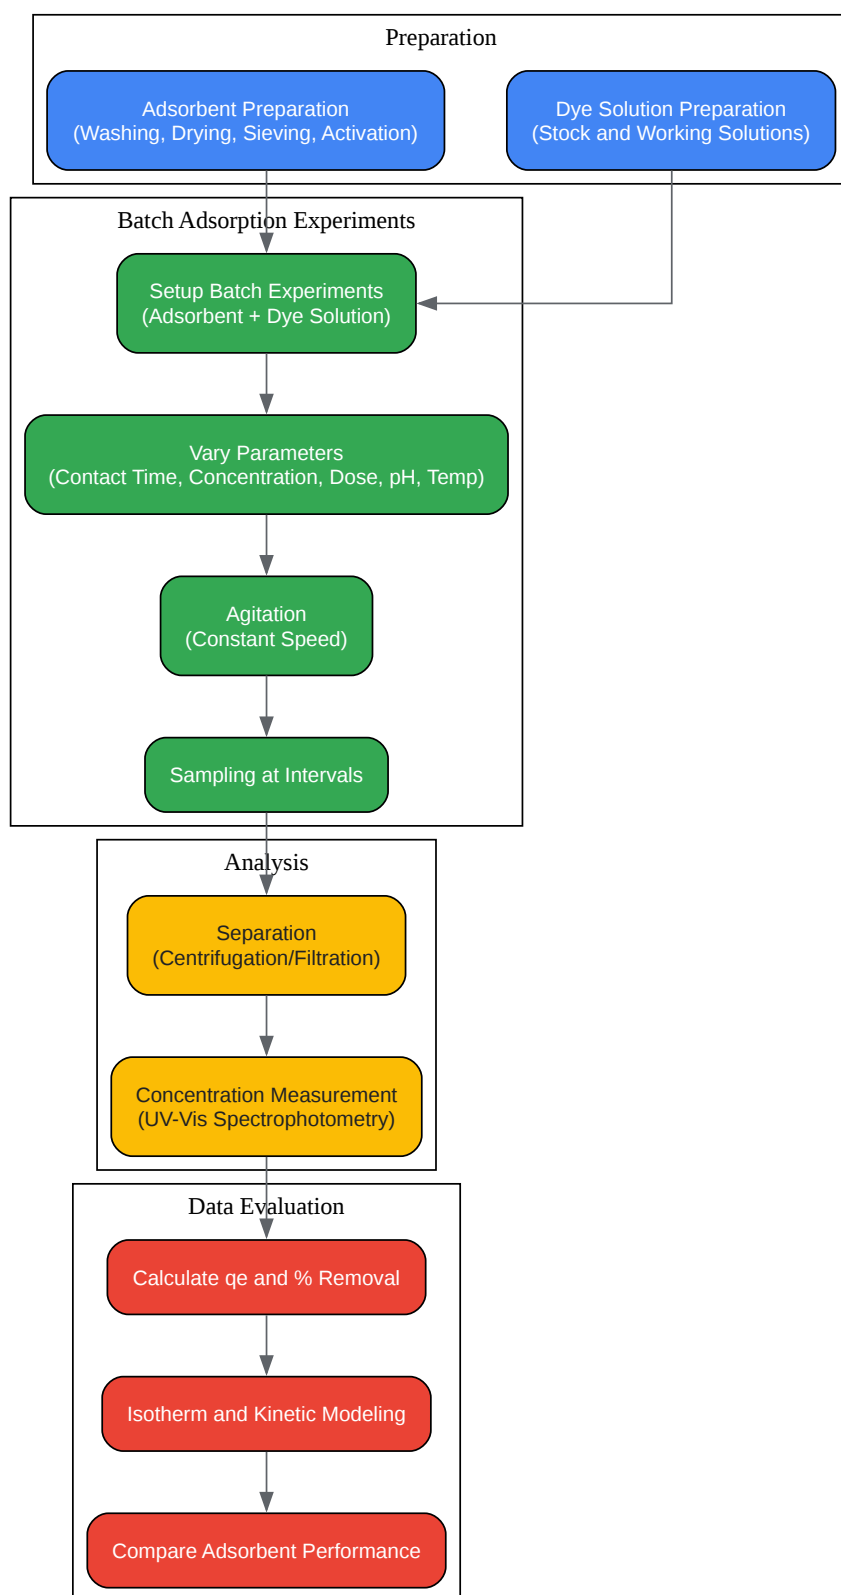 Preparation
Adsorbent Preparation
(Washing, Drying, Sieving, Activation)
Dye Solution Preparation
(Stock and Working Solutions)
Batch Adsorption Experiments
Setup Batch Experiments
(Adsorbent + Dye Solution)
Vary Parameters
(Contact Time, Concentration, Dose, pH, Temp)
Agitation
(Constant Speed)
Sampling at Intervals
Analysis
Separation
(Centrifugation/Filtration)
Concentration Measurement
(UV-Vis Spectrophotometry)
Data Evaluation
Calculate qe and % Removal
Isotherm and Kinetic Modeling
Compare Adsorbent Performance